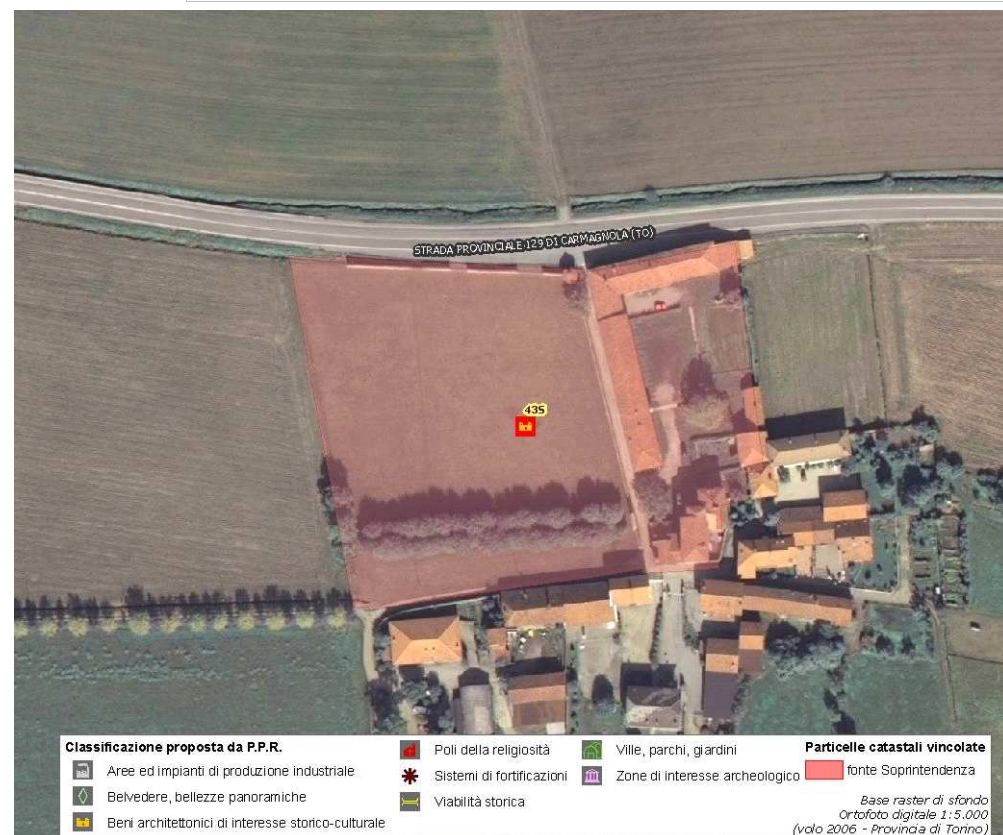 STRADA PROVINCIALE 129 DI CARMAGNOLA (TO)
435
Classificazione proposta da P.P.R.
Aree ed impianti di produzione industriale
Belvedere, bellezze panoramiche
Beni architettonici di interesse storico-culturale
Poli della religiosità
Sistemi di fortificazioni
Viabilità storica
Ville, parchi, giardini
Zone di interesse archeologico
Particelle catastali vincolate
fonte Soprintendenza
Base raster di sfondo
Ortofoto digitale 1:5.000
(volo 2006 - Provincia di Torino)